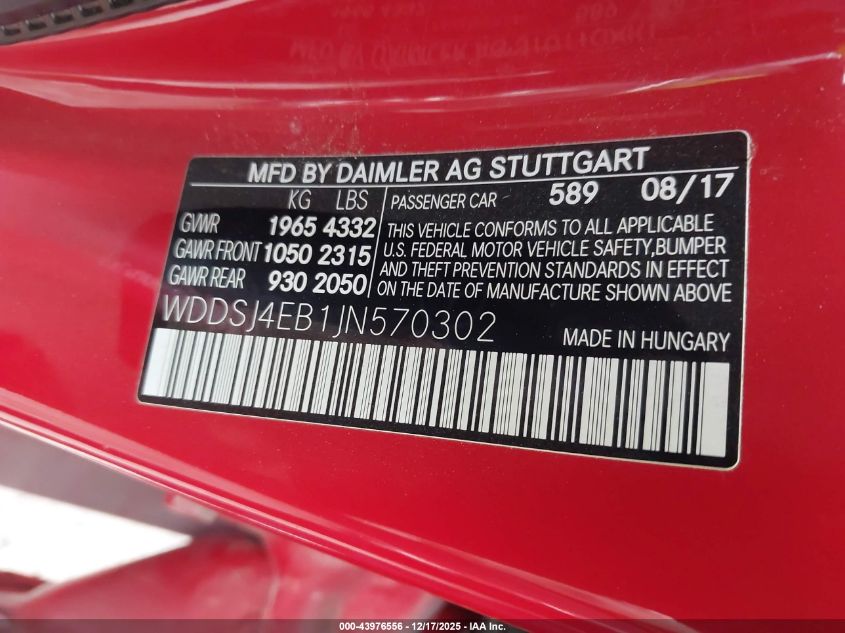 MFD BY DAIMLER AG STUTTGART
KG LBS
GVWR 1965 4332
GAWR FRONT 1050 2315
GAWR REAR 930 2050
PASSENGER CAR 589 08/17
THIS VEHICLE CONFORMS TO ALL APPLICABLE
U.S. FEDERAL MOTOR VEHICLE SAFETY,BUMPER
AND THEFT PREVENTION STANDARDS IN EFFECT
ON THE DATE OF MANUFACTURE SHOWN ABOVE
WDDSJ4EB1JN570302
MADE IN HUNGARY
000-43976556 - 12/17/2025 - IAAI.COM